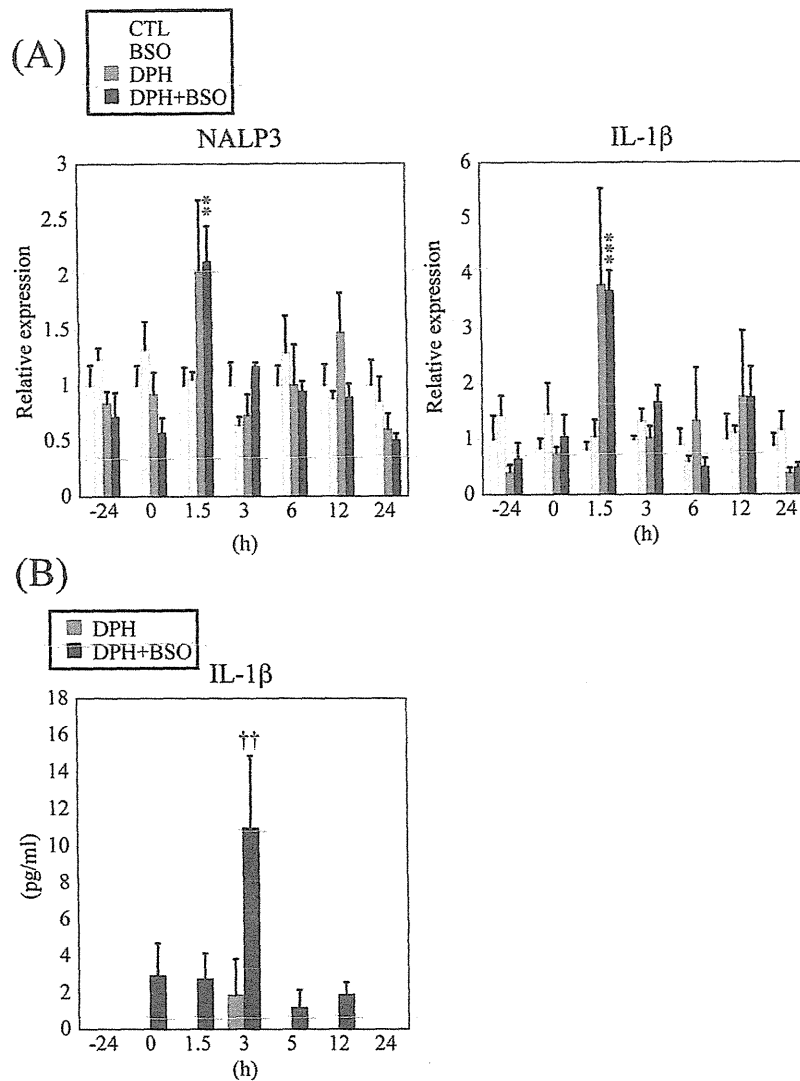 (A)
CTL
BSO
DPH
DPH+BSO
NALP3
Relative expression
3
2.5
2
1.5
1
0.5
0
**
-24 0 1.5 3 6 12 24
(h)
IL-1β
Relative expression
6
5
4
3
2
1
0
***
-24 0 1.5 3 6 12 24
(h)
(B)
DPH
DPH+BSO
IL-1β
(pg/ml)
18
16
14
12
10
8
6
4
2
0
††
-24 0 1.5 3 5 12 24
(h)